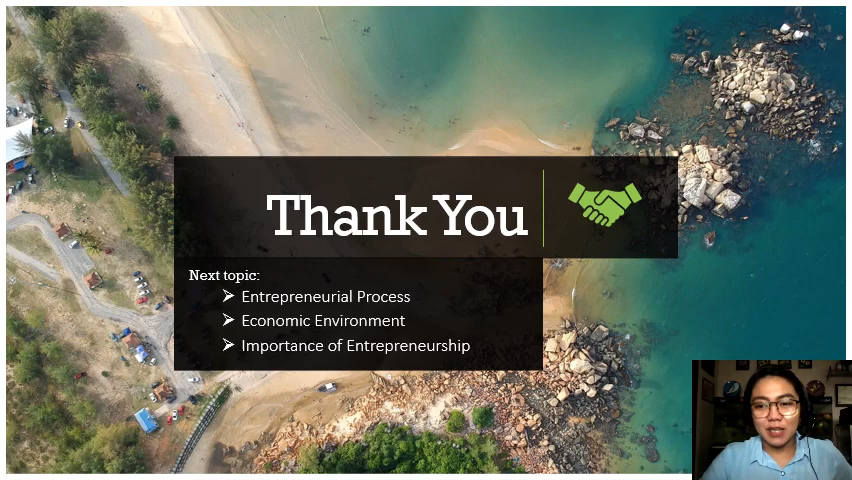 Thank You
Next topic:
Entrepreneurial Process
Economic Environment
Importance of Entrepreneurship